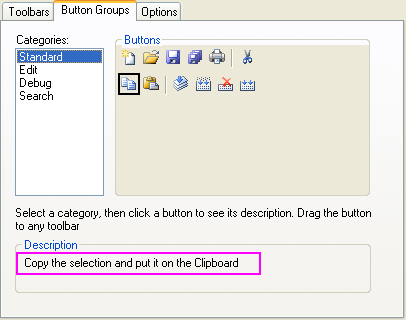 Toolbars Button Groups Options
Categories: Buttons
Standard
Edit
Debug
Search
Select a category, then click a button to see its description. Drag the button
to any toolbar
Description
Copy the selection and put it on the Clipboard